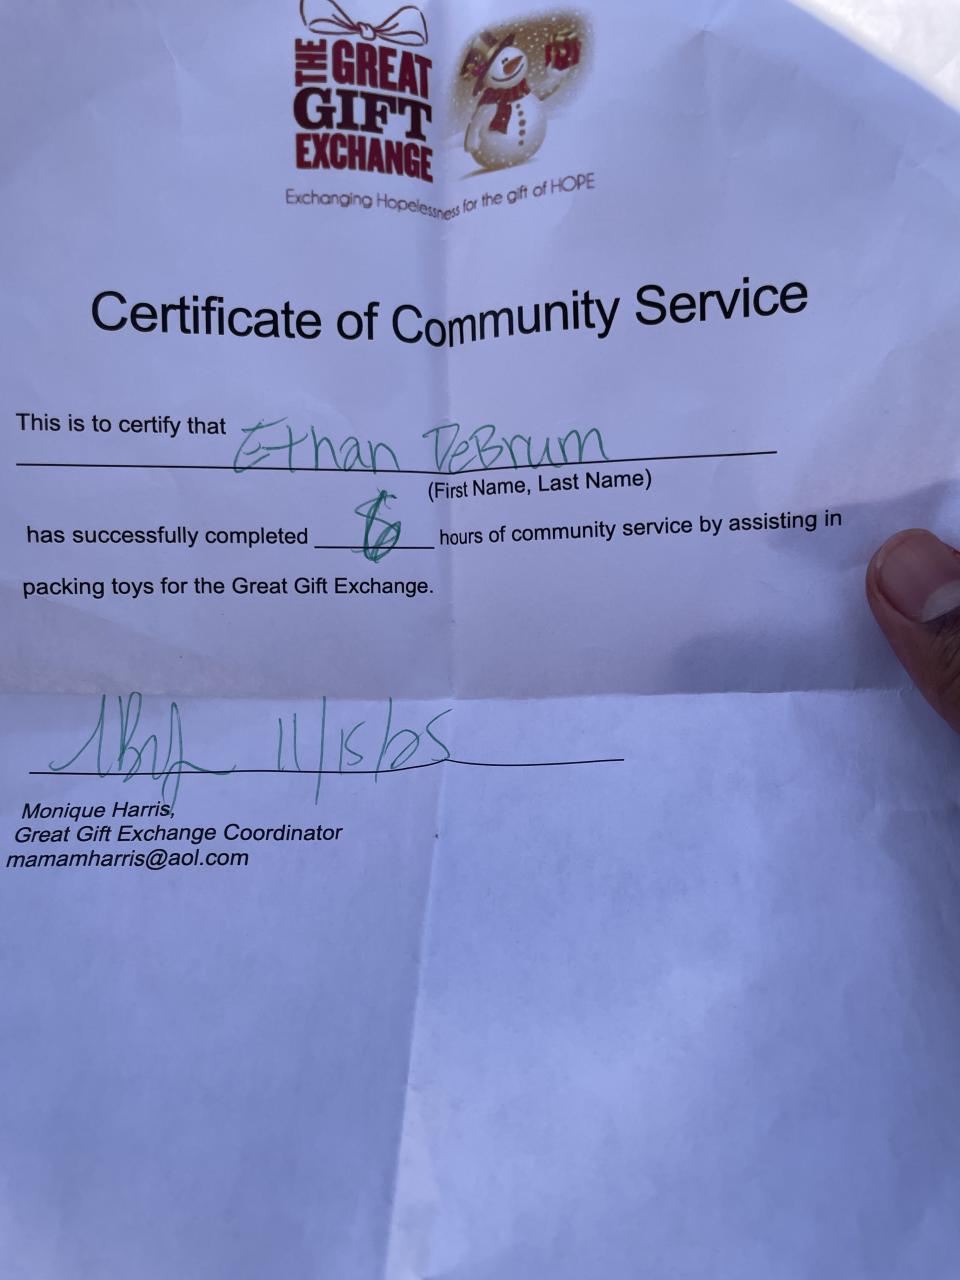 THE
GREAT
GIFT
EXCHANGE
Exchanging Hopelessness for the gift of HOPE
Certificate of Community Service
This is to certify that Ethan DeBrum
(First Name, Last Name)
has successfully completed hours of community service by assisting in
packing toys for the Great Gift Exchange.
11/15/25
Monique Harris,
Great Gift Exchange Coordinator
mamamharris@aol.com